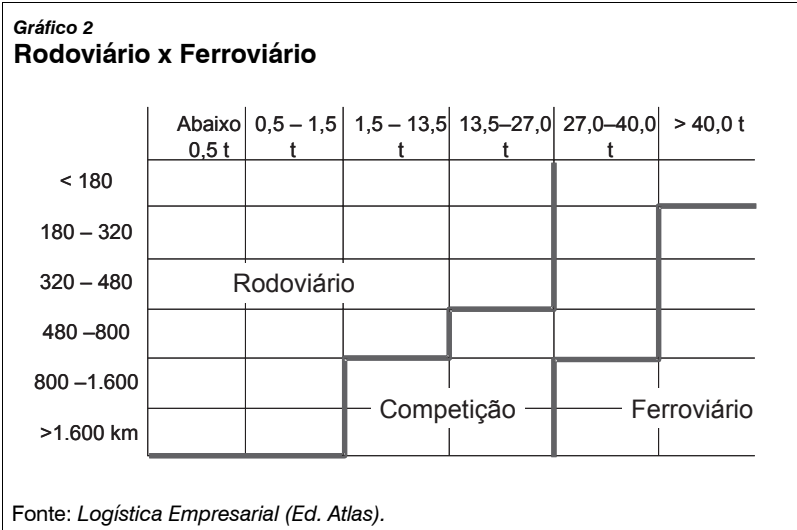 Gráfico 2
Rodoviário x Ferroviário
Abaixo 0,5 – 1,5 1,5 – 13,5 13,5–27,0 27,0–40,0 > 40,0 t
0,5 t t t t t
< 180
180 – 320
320 – 480 Rodoviário
480 –800
800 –1.600
Competição Ferroviário
>1.600 km
Fonte: Logística Empresarial (Ed. Atlas).